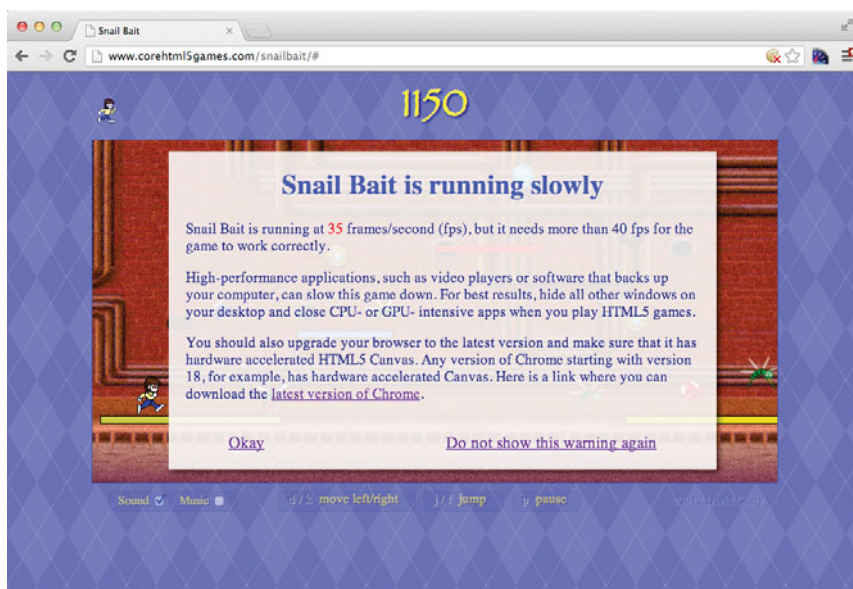 Snail Bait
www.corehtml5games.com/snailbait/#
1150
Snail Bait is running slowly
Snail Bait is running at 35 frames/second (fps), but it needs more than 40 fps for the
game to work correctly.
High-performance applications, such as video players or software that backs up
your computer, can slow this game down. For best results, hide all other windows on
your desktop and close CPU- or GPU- intensive apps when you play HTML5 games.
You should also upgrade your browser to the latest version and make sure that it has
hardware accelerated HTML5 Canvas. Any version of Chrome starting with version
18, for example, has hardware accelerated Canvas. Here is a link where you can
download the latest version of Chrome.
Okay Do not show this warning again
Sound Music d / k move left/right j / f jump p pause